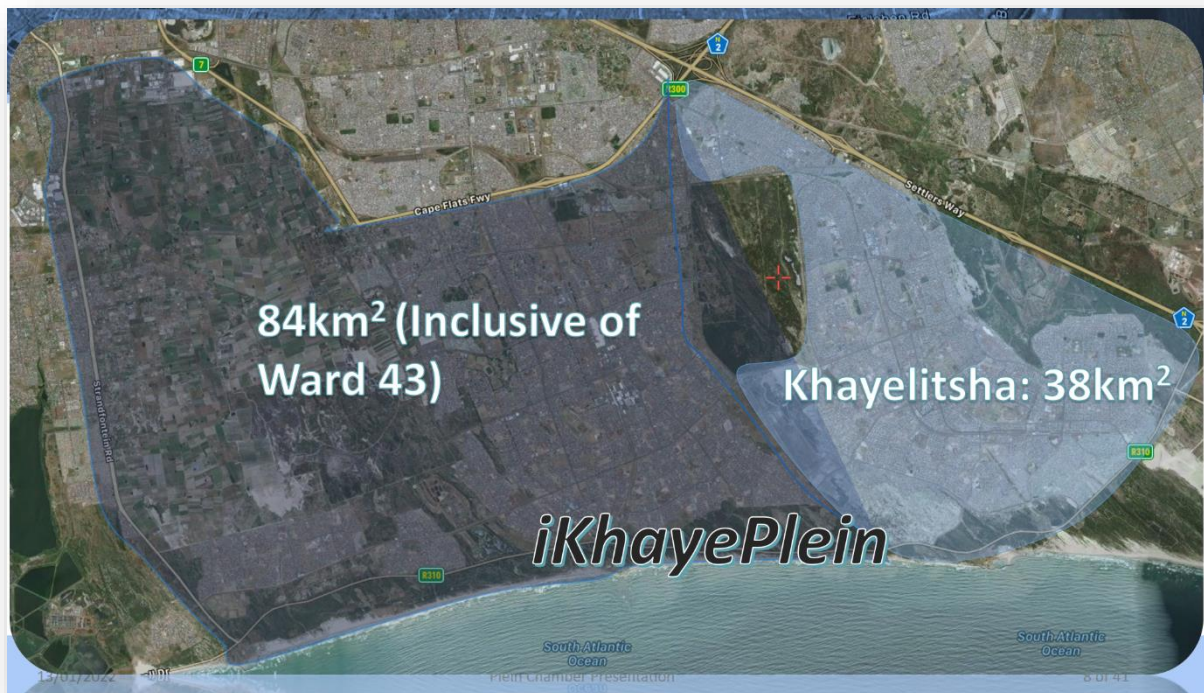 N
2
7
R300
Cape Flats Fwy
Settlers Way
84km² (Inclusive of
Ward 43)
N
2
Khayelitsha: 38km²
Strandfontein Rd
R310
iKhayePlein
R310
South Atlantic
Ocean
South Atlantic
Ocean
13/01/2022
Plein Chamber Presentation
8 of 41